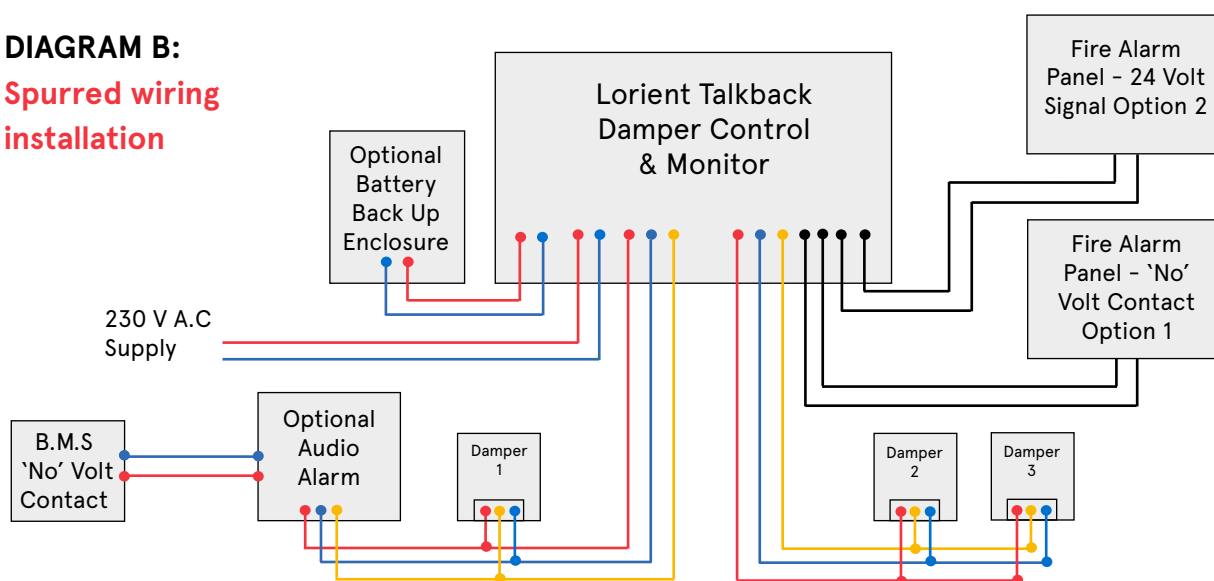 DIAGRAM B:
Spurred wiring
installation
Optional
Battery
Back Up
Enclosure
Lorient Talkback
Damper Control
& Monitor
Fire Alarm
Panel - 24 Volt
Signal Option 2
Fire Alarm
Panel - ‘No’
Volt Contact
Option 1
230 V A.C
Supply
B.M.S
‘No’ Volt
Contact
Optional
Audio
Alarm
Damper
1
Damper
2
Damper
3